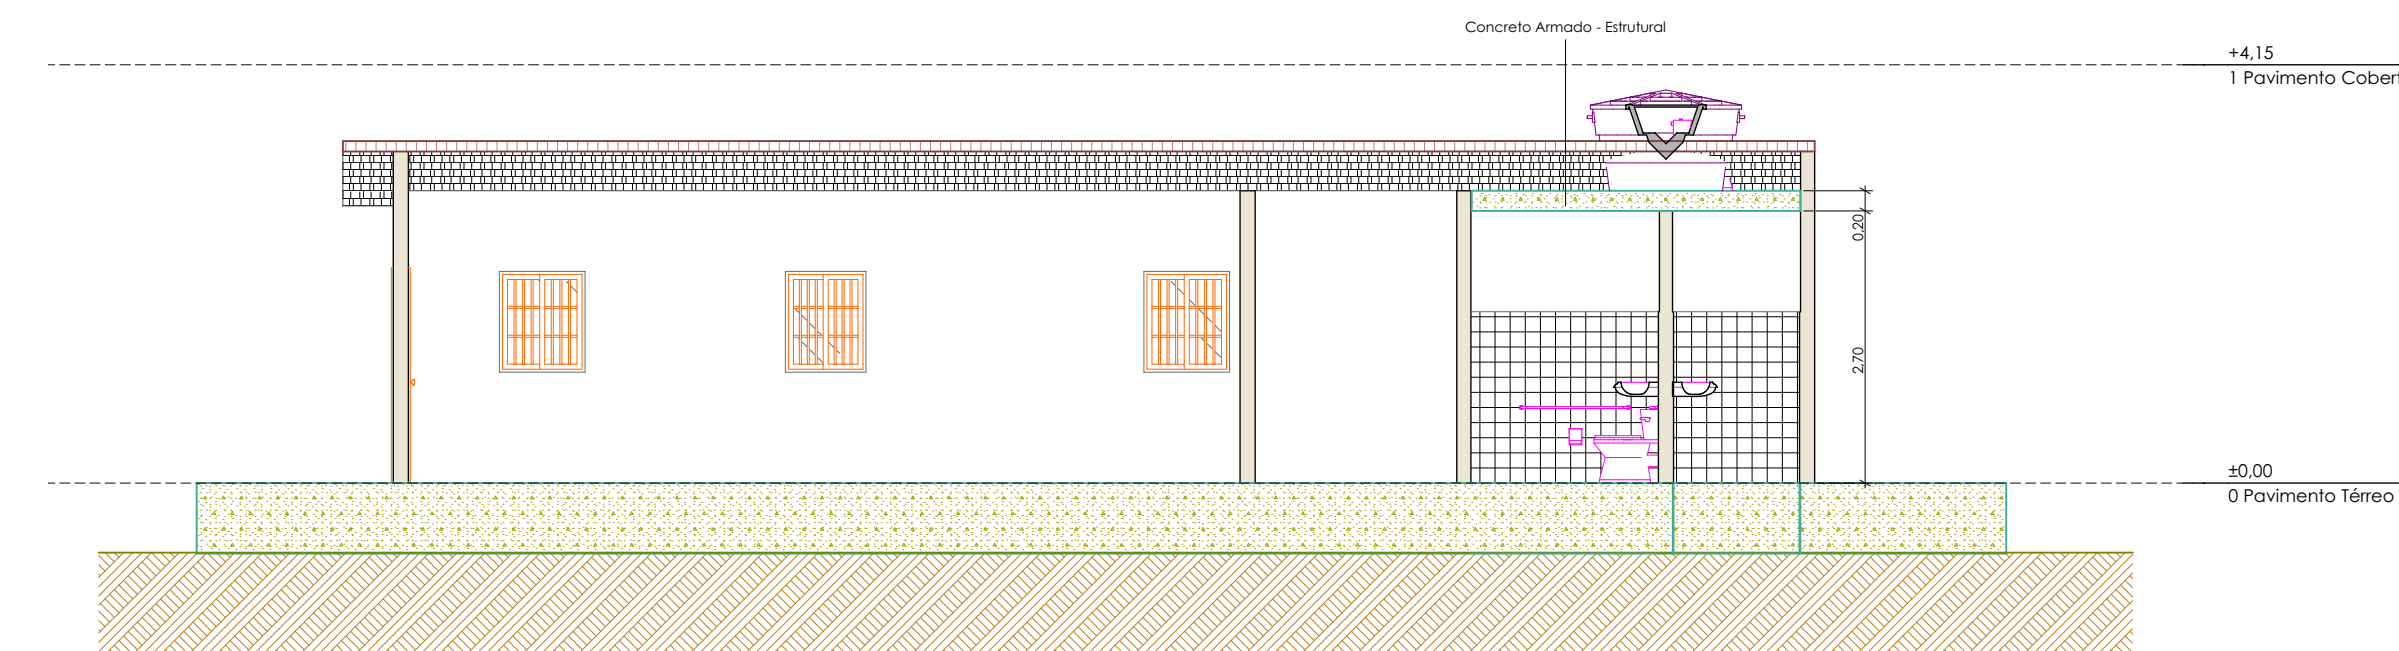 Concreto Armado - Estrutural
+4,15
1 Pavimento Cobert
0,20
2,70
±0,00
0 Pavimento Térreo